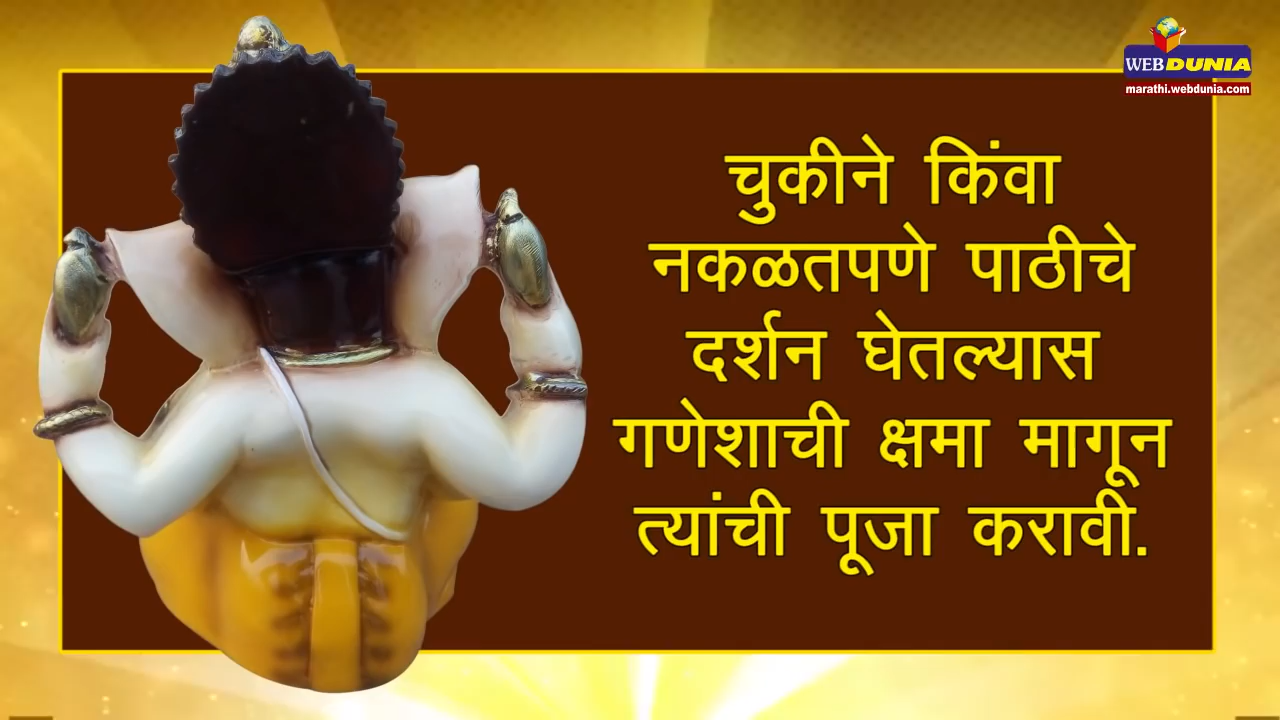 WEBDUNIA
marathi.webdunia.com
चुकीने किंवा
नकळतपणे पाठीचे
दर्शन घेतल्यास
गणेशाची क्षमा मागून
त्यांची पूजा करावी.